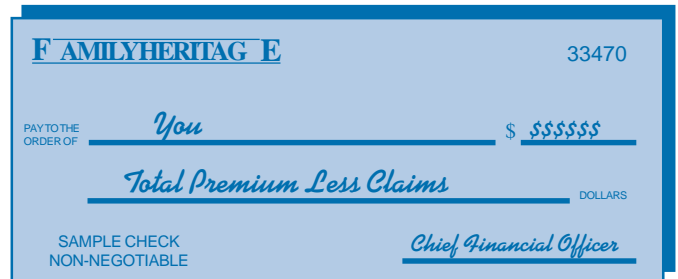 FAMILYHERITAGE 33470
PAY TO THE
ORDER OF You $ $$$$$$
Total Premium Less Claims DOLLARS
SAMPLE CHECK
NON-NEGOTIABLE Chief Financial Officer